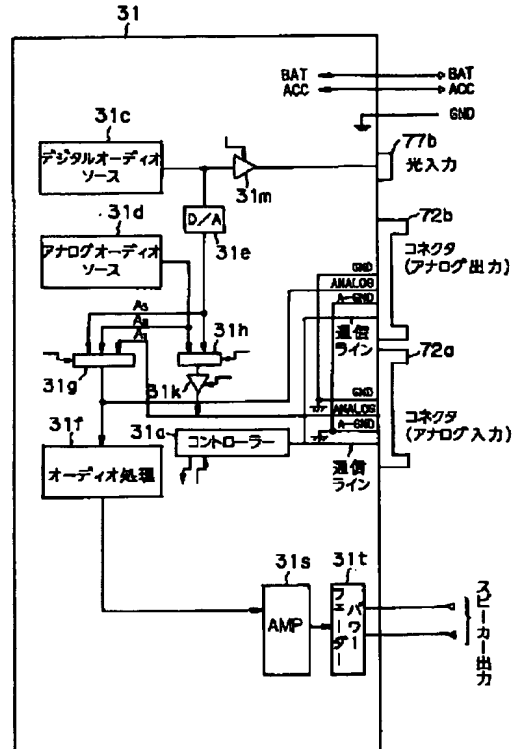 31
BAT
BAT
ACC
ACC
GND
31c
デジタルオーディオ
ソース
31m
77b
光入力
D/A
31e
31d
アナログオーディオ
ソース
72b
コネクタ
(アナログ出力)
GND
ANALOG
A-GND
通信
ライン
A3
A2
A1
31h
31g
31k
72a
GND
ANALOG
A-GND
コネクタ
(アナログ入力)
31f
31a
コントローラー
オーディオ処理
通信
ライン
31s
31t
AMP
パワー
フェーダー
スピーカー出力